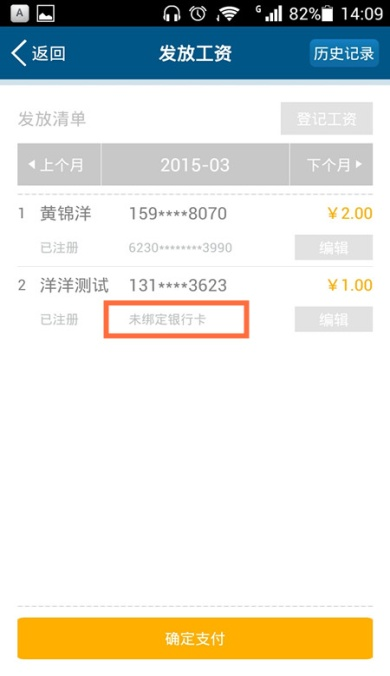 A G 82% 14:09
返回 发放工资 历史记录
发放清单 登记工资
上个月 2015-03 下个月
1 黄锦洋 159****8070 ￥2.00
已注册 6230********3990 编辑
2 洋洋测试 131****3623 ￥1.00
已注册 未绑定银行卡 编辑
确定支付